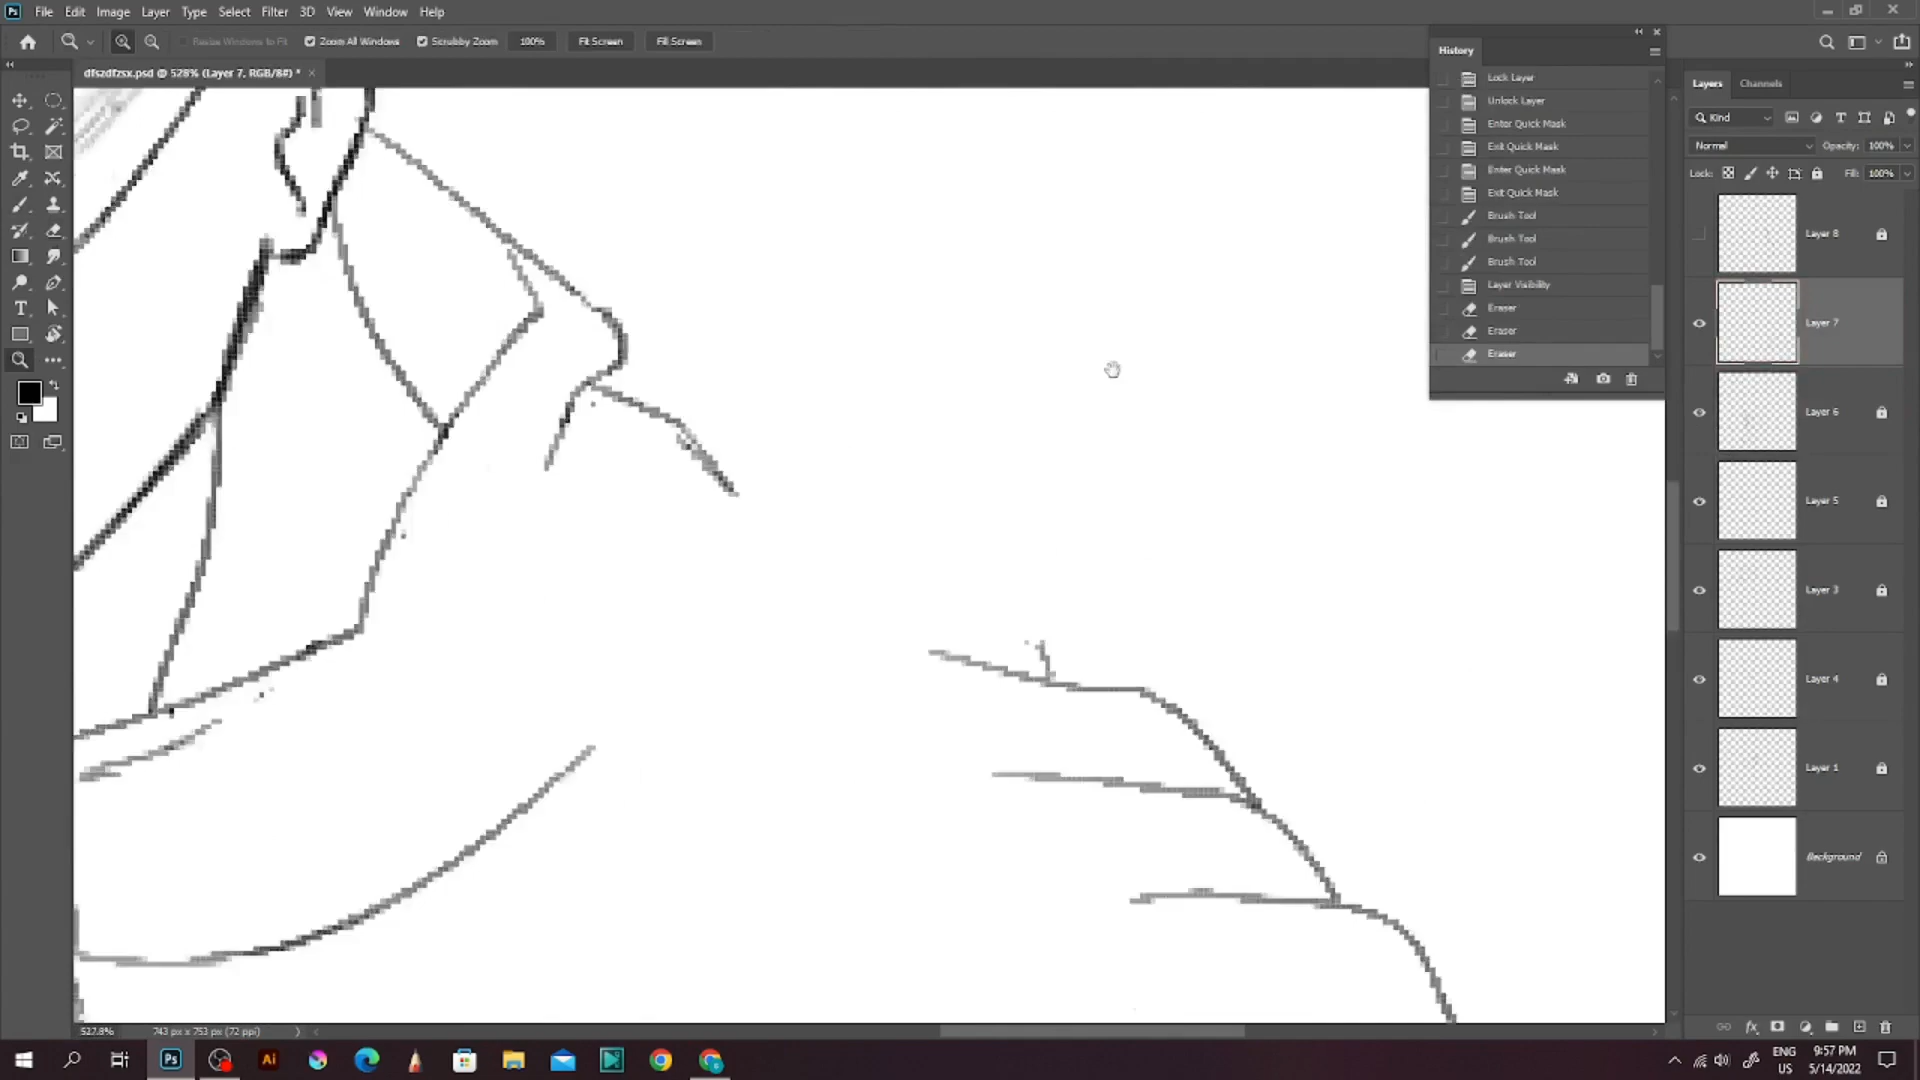 Ps File Edit Image Layer Type Select Filter 3D View Window Help
Resize Windows to Fit Zoom All Windows Scrubby Zoom 100% Fit Screen Fill Screen
dfszdfzsx.psd @ 528% (Layer 7, RGB/8#) *
History
Lock Layer
Unlock Layer
Enter Quick Mask
Exit Quick Mask
Enter Quick Mask
Exit Quick Mask
Brush Tool
Brush Tool
Brush Tool
Layer Visibility
Eraser
Eraser
Eraser
Layers Channels
Kind
Normal Opacity: 100%
Lock: Fill: 100%
Layer 8
Layer 7
Layer 6
Layer 5
Layer 3
Layer 4
Layer 1
Background
527.8% 743 px x 753 px (72 ppi)
Ps Ai ENG US 9:57 PM 5/14/2022